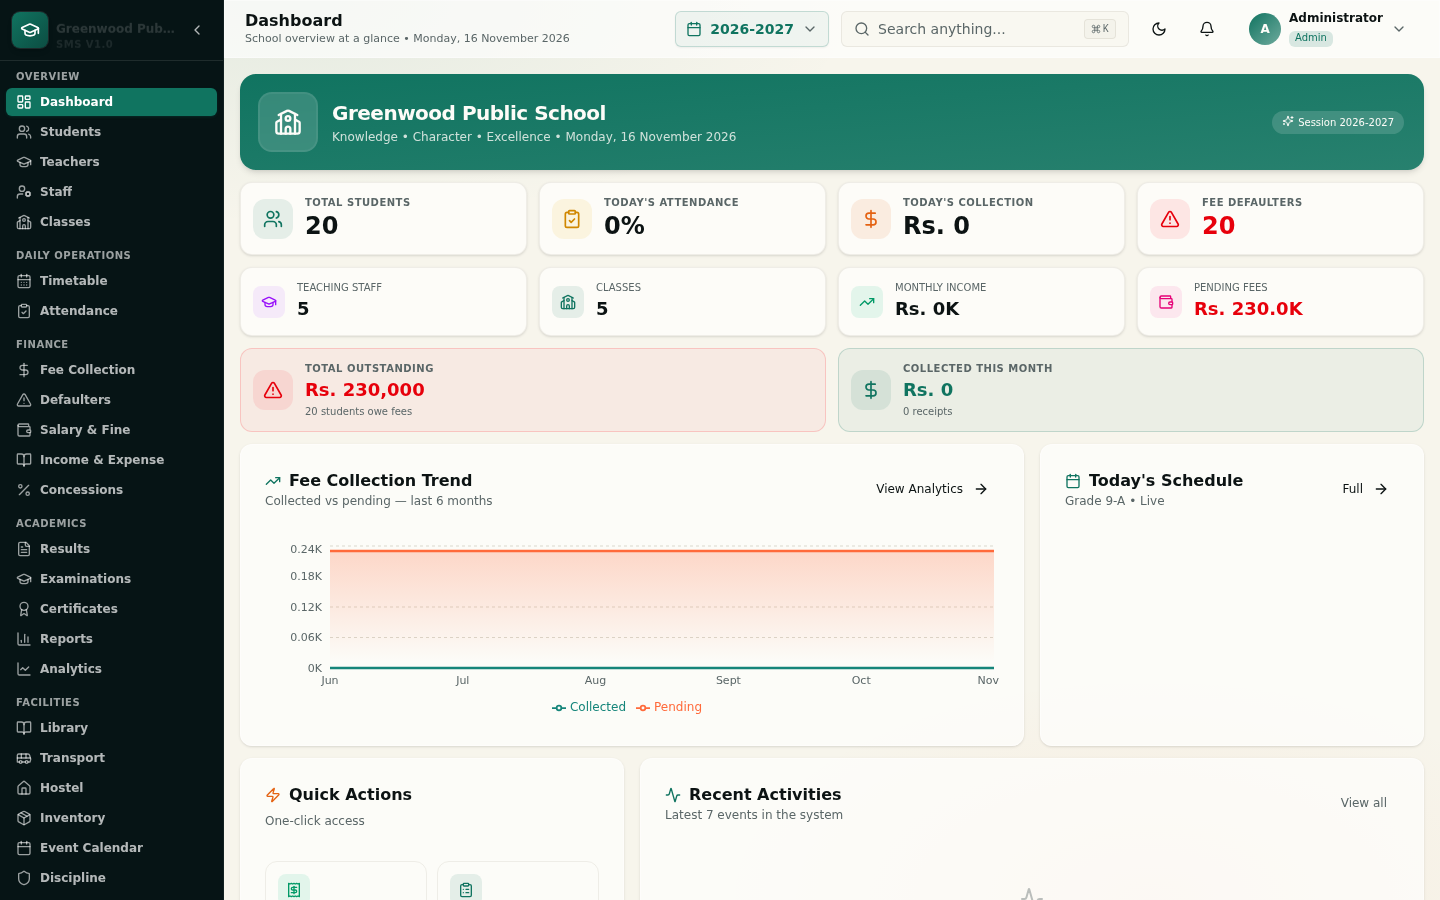 Greenwood Pub...
SMS V1.0
OVERVIEW
Dashboard
Students
Teachers
Staff
Classes
DAILY OPERATIONS
Timetable
Attendance
FINANCE
Fee Collection
Defaulters
Salary & Fine
Income & Expense
Concessions
ACADEMICS
Results
Examinations
Certificates
Reports
Analytics
FACILITIES
Library
Transport
Hostel
Inventory
Event Calendar
Discipline
Dashboard
School overview at a glance • Monday, 16 November 2026
2026-2027
Search anything...
⌘K
A
Administrator
Admin
Greenwood Public School
Knowledge • Character • Excellence • Monday, 16 November 2026
Session 2026-2027
TOTAL STUDENTS
20
TODAY'S ATTENDANCE
0%
TODAY'S COLLECTION
Rs. 0
FEE DEFAULTERS
20
TEACHING STAFF
5
CLASSES
5
MONTHLY INCOME
Rs. 0K
PENDING FEES
Rs. 230.0K
TOTAL OUTSTANDING
Rs. 230,000
20 students owe fees
COLLECTED THIS MONTH
Rs. 0
0 receipts
Fee Collection Trend
Collected vs pending — last 6 months
View Analytics
0.24K
0.18K
0.12K
0.06K
0K
Jun Jul Aug Sept Oct Nov
Collected Pending
Today's Schedule
Grade 9-A • Live
Full
Quick Actions
One-click access
Recent Activities
Latest 7 events in the system
View all